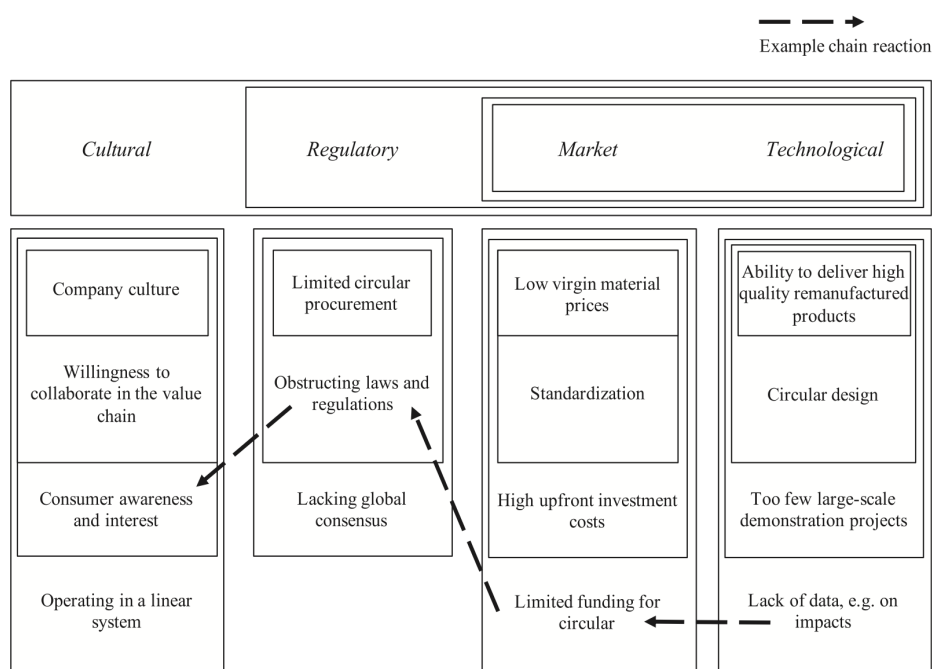 Example chain reaction
Cultural
Regulatory
Market
Technological
Company culture
Willingness to
collaborate in the value
chain
Consumer awareness
and interest
Operating in a linear
system
Limited circular
procurement
Obstructing laws and
regulations
Lacking global
consensus
Low virgin material
prices
Standardization
High upfront investment
costs
Limited funding for
circular
Ability to deliver high
quality remanufactured
products
Circular design
Too few large-scale
demonstration projects
Lack of data, e.g. on
impacts